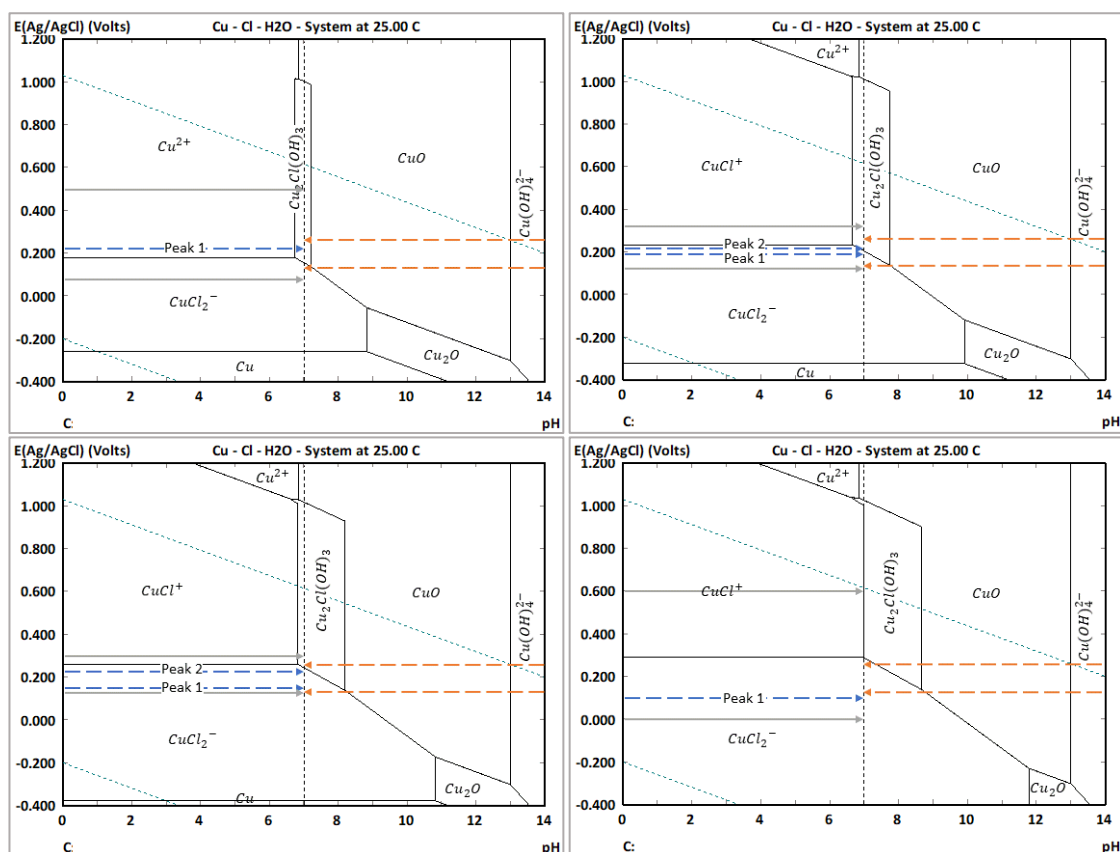 E(Ag/AgCl) (Volts) Cu - Cl - H2O - System at 25.00 C
1.200
1.000
0.800
0.600
0.400
0.200
0.000
-0.200
-0.400
Cu²⁺
Cu₂Cl(OH)₃
CuO
Cu(OH)₄²⁻
Peak 1
CuCl₂⁻
Cu₂O
Cu
0 2 4 6 8 10 12 14
C: pH
E(Ag/AgCl) (Volts) Cu - Cl - H2O - System at 25.00 C
1.200
1.000
0.800
0.600
0.400
0.200
0.000
-0.200
-0.400
Cu²⁺
CuCl⁺
Cu₂Cl(OH)₃
CuO
Cu(OH)₄²⁻
Peak 2
Peak 1
CuCl₂⁻
Cu₂O
Cu
0 2 4 6 8 10 12 14
C: pH
E(Ag/AgCl) (Volts) Cu - Cl - H2O - System at 25.00 C
1.200
1.000
0.800
0.600
0.400
0.200
0.000
-0.200
-0.400
Cu²⁺
CuCl⁺
Cu₂Cl(OH)₃
CuO
Cu(OH)₄²⁻
Peak 2
Peak 1
CuCl₂⁻
Cu₂O
Cu
0 2 4 6 8 10 12 14
C: pH
E(Ag/AgCl) (Volts) Cu - Cl - H2O - System at 25.00 C
1.200
1.000
0.800
0.600
0.400
0.200
0.000
-0.200
-0.400
Cu²⁺
CuCl⁺
Cu₂Cl(OH)₃
CuO
Cu(OH)₄²⁻
Peak 1
CuCl₂⁻
Cu₂O
0 2 4 6 8 10 12 14
C: pH